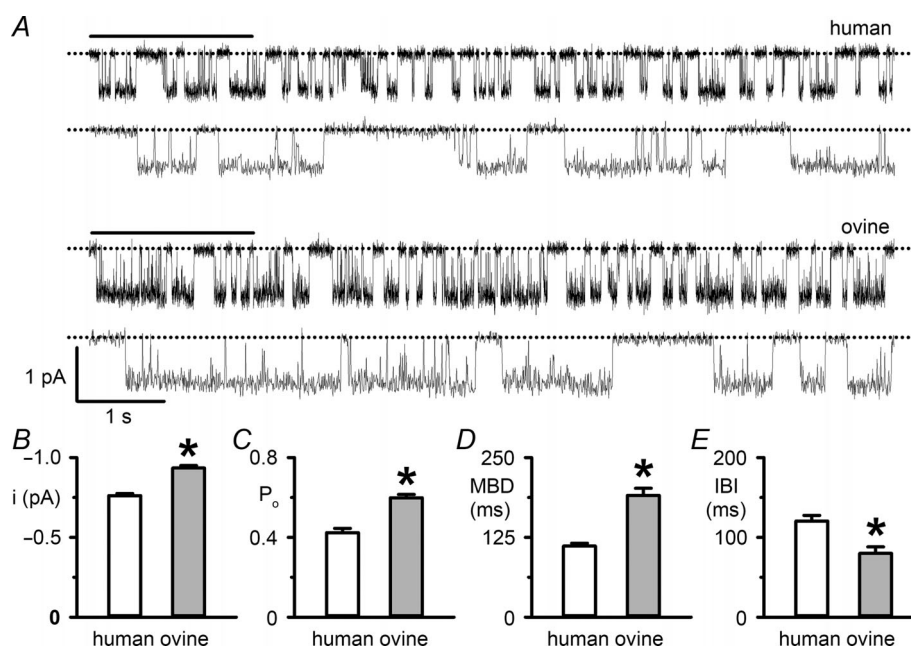 A
human
ovine
1 pA
1 s
B
C
D
E
−1.0
i (pA)
−0.5
0
human ovine
0.8
Po
0.4
0
*
human ovine
250
MBD
(ms)
125
0
*
human ovine
200
IBI
(ms)
100
0
*
human ovine
*